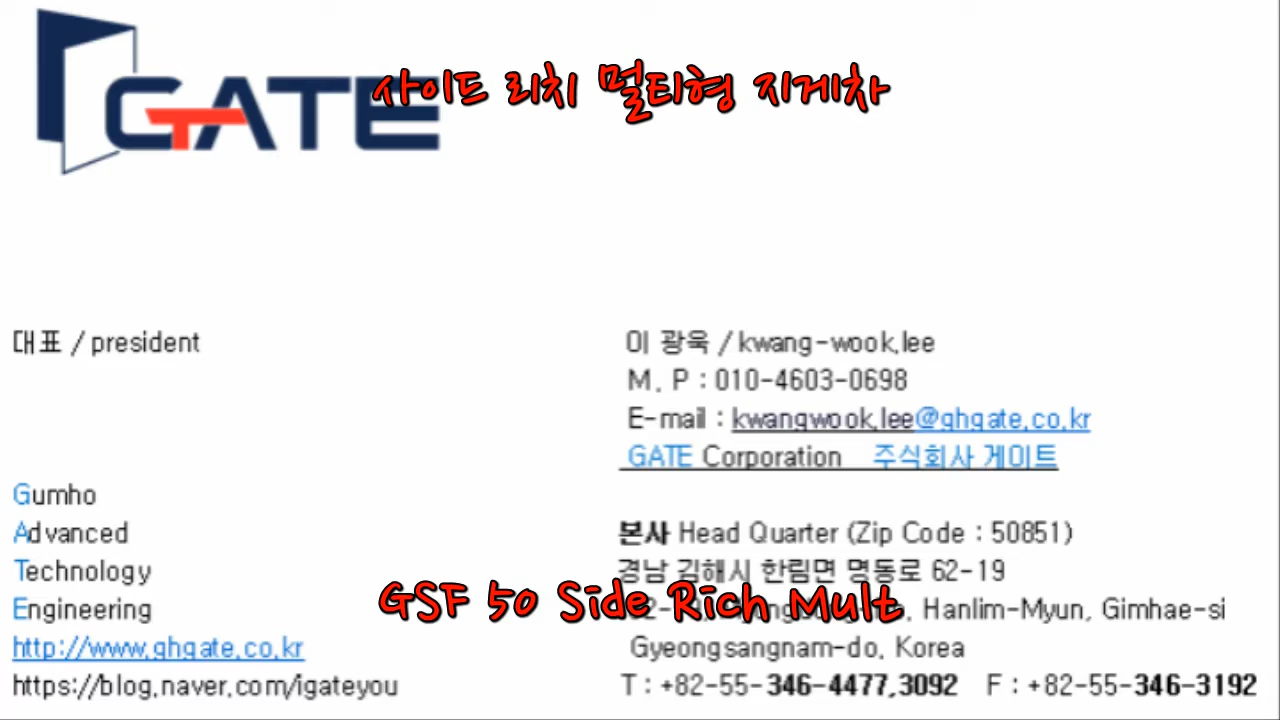 GATE
사이드 리치 멀티형 지게차
대표 / president
이 광욱 / kwang-wook.lee
M. P : 010-4603-0698
E-mail : kwangwook.lee@ghgate.co.kr
GATE Corporation 주식회사 게이트
Gumho
Advanced
Technology
Engineering
http://www.ghgate.co.kr
https://blog.naver.com/igateyou
본사 Head Quarter (Zip Code : 50851)
경남 김해시 한림면 명동로 62-19
GSF 50 Side Rich Mult
Hanlim-Myun, Gimhae-si
Gyeongsangnam-do, Korea
T : +82-55-346-4477,3092 F : +82-55-346-3192